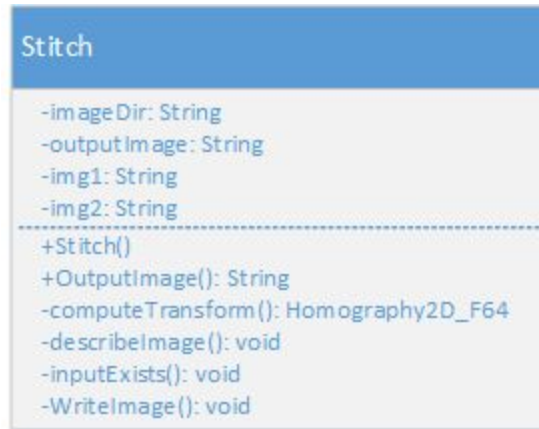 Stitch
-imageDir: String
-outputImage: String
-img1: String
-img2: String
+Stitch()
+OutputImage(): String
-computeTransform(): Homography2D_F64
-describeImage(): void
-inputExists(): void
-WriteImage(): void